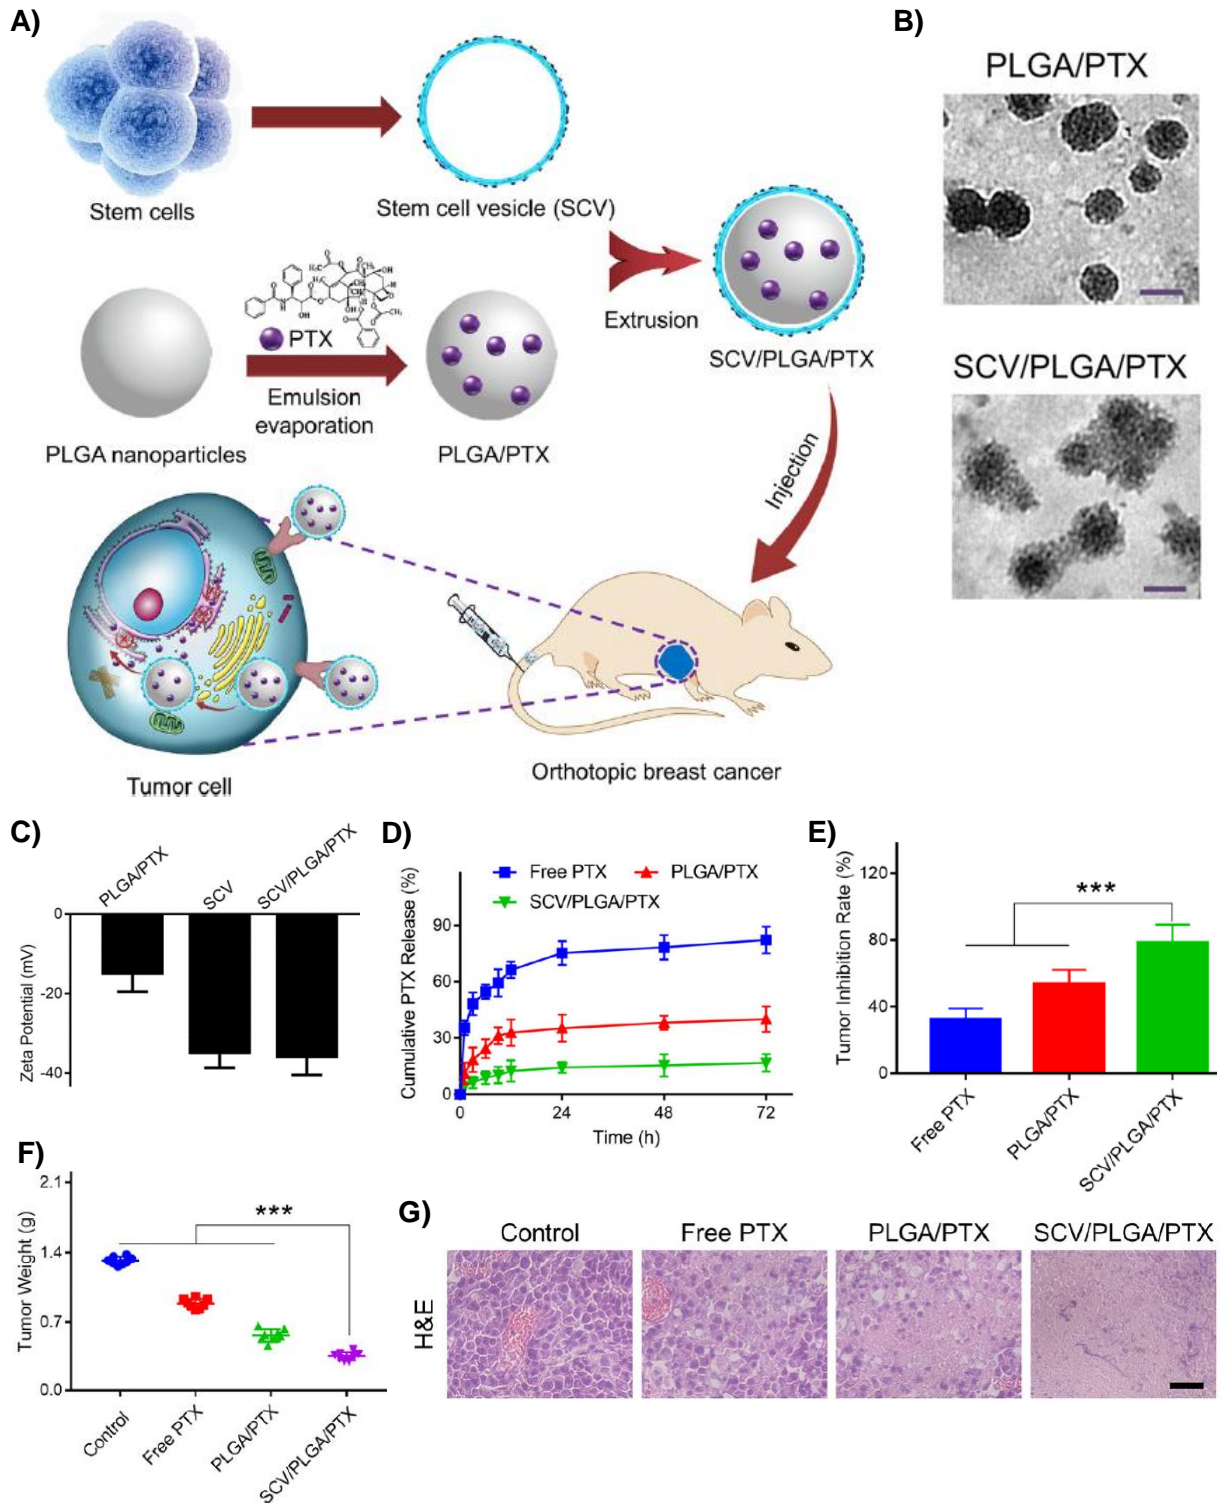 A)
Stem cells
Stem cell vesicle (SCV)
PTX
Emulsion
evaporation
PLGA nanoparticles
PLGA/PTX
Extrusion
SCV/PLGA/PTX
Injection
Tumor cell
Orthotopic breast cancer
B)
PLGA/PTX
SCV/PLGA/PTX
C)
PLGA/PTX
SCV
SCV/PLGA/PTX
Zeta Potential (mV)
0
-20
-40
D)
Free PTX
PLGA/PTX
SCV/PLGA/PTX
Cumulative PTX Release (%)
90
60
30
0
0 24 48 72
Time (h)
E)
Tumor Inhibition Rate (%)
120
80
40
0
***
Free PTX
PLGA/PTX
SCV/PLGA/PTX
F)
Tumor Weight (g)
2.1
1.4
0.7
0.0
***
Control
Free PTX
PLGA/PTX
SCV/PLGA/PTX
G)
Control Free PTX PLGA/PTX SCV/PLGA/PTX
H&E